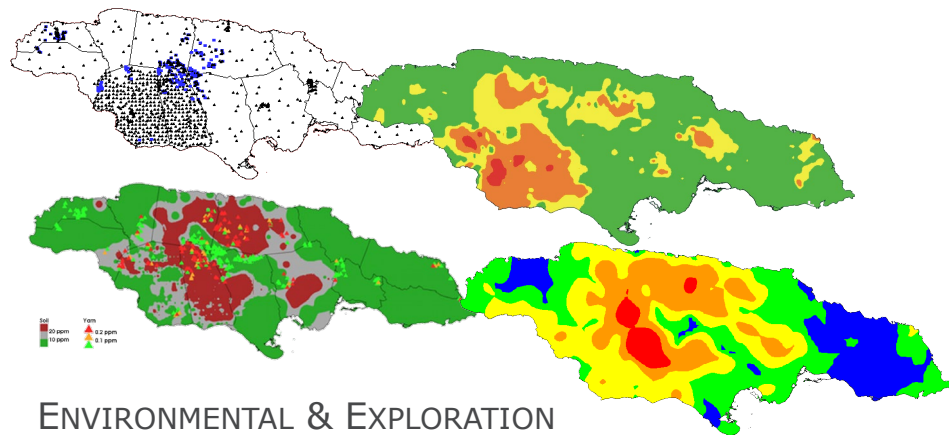 Soil
20 ppm
10 ppm
Yam
0.2 ppm
0.1 ppm
ENVIRONMENTAL & EXPLORATION